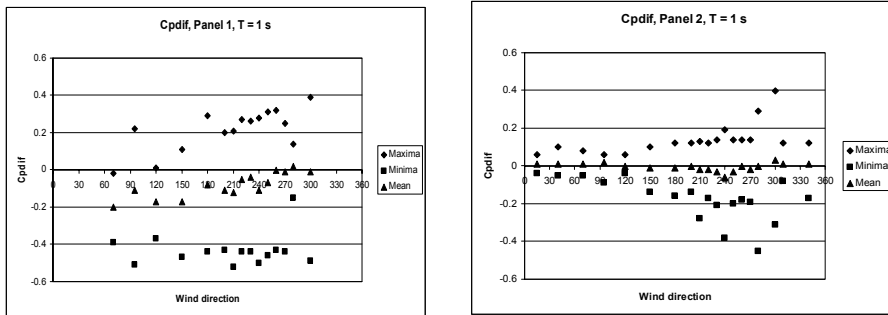 Cpdif, Panel 1, T = 1 s
0.6
0.4
0.2
0
-0.2
-0.4
-0.6
0 30 60 90 120 150 180 210 240 270 300 330 360
Cpdif
Wind direction
Maxima
Minima
Mean
Cpdif, Panel 2, T = 1 s
0.6
0.4
0.2
0
-0.2
-0.4
-0.6
0 30 60 90 120 150 180 210 240 270 300 330 360
Cpdif
Wind direction
Maxima
Minima
Mean